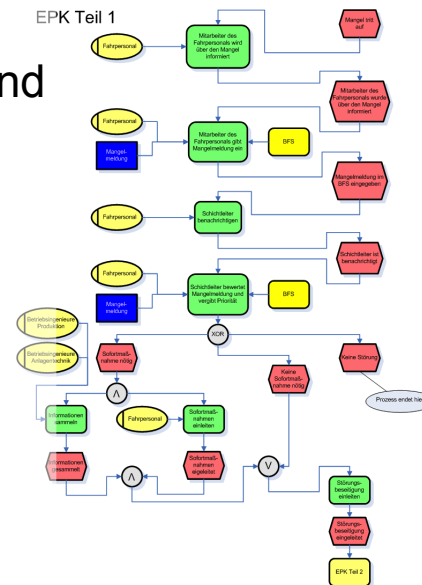 EPK Teil 1
nd
Mangel tritt
auf
Fahrpersonal
Mitarbeiter des
Fahrpersonals wird
über den Mangel
informiert
Mitarbeiter des
Fahrpersonals wurde
über den Mangel
informiert
Fahrpersonal
Mangel-
meldung
Mitarbeiter des
Fahrpersonals gibt
Mangelmeldung ein
BFS
Mangelmeldung im
BFS eingegeben
Fahrpersonal
Schichtleiter
benachrichtigen
Schichtleiter ist
benachrichtigt
Fahrpersonal
Mangel-
meldung
Schichtleiter bewertet
Mangelmeldung und
vergibt Priorität
BFS
Betriebsingenieure
Produktion
Betriebsingenieure
Anlagentechnik
XOR
Sofortmaß-
nahme nötig
Keine
Sofortmaß-
nahme nötig
Keine Störung
Prozess endet hie
Λ
Informationen
sammeln
Fahrpersonal
Sofortmaß-
nahmen
einleiten
Informationen
gesammelt
Sofortmaß-
nahmen
eigeleitet
Λ
V
Störungs-
beseitigung
einleiten
Störungs-
beseitigung
eingeleitet
EPK Teil 2